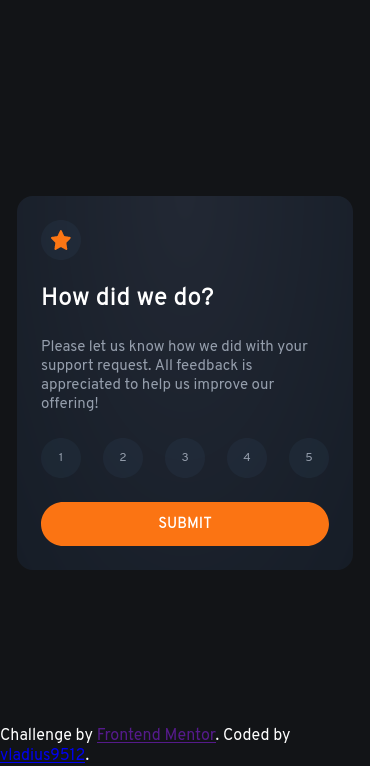 How did we do?
Please let us know how we did with your
support request. All feedback is
appreciated to help us improve our
offering!
1 2 3 4 5
SUBMIT
Challenge by Frontend Mentor. Coded by
vladius9512.